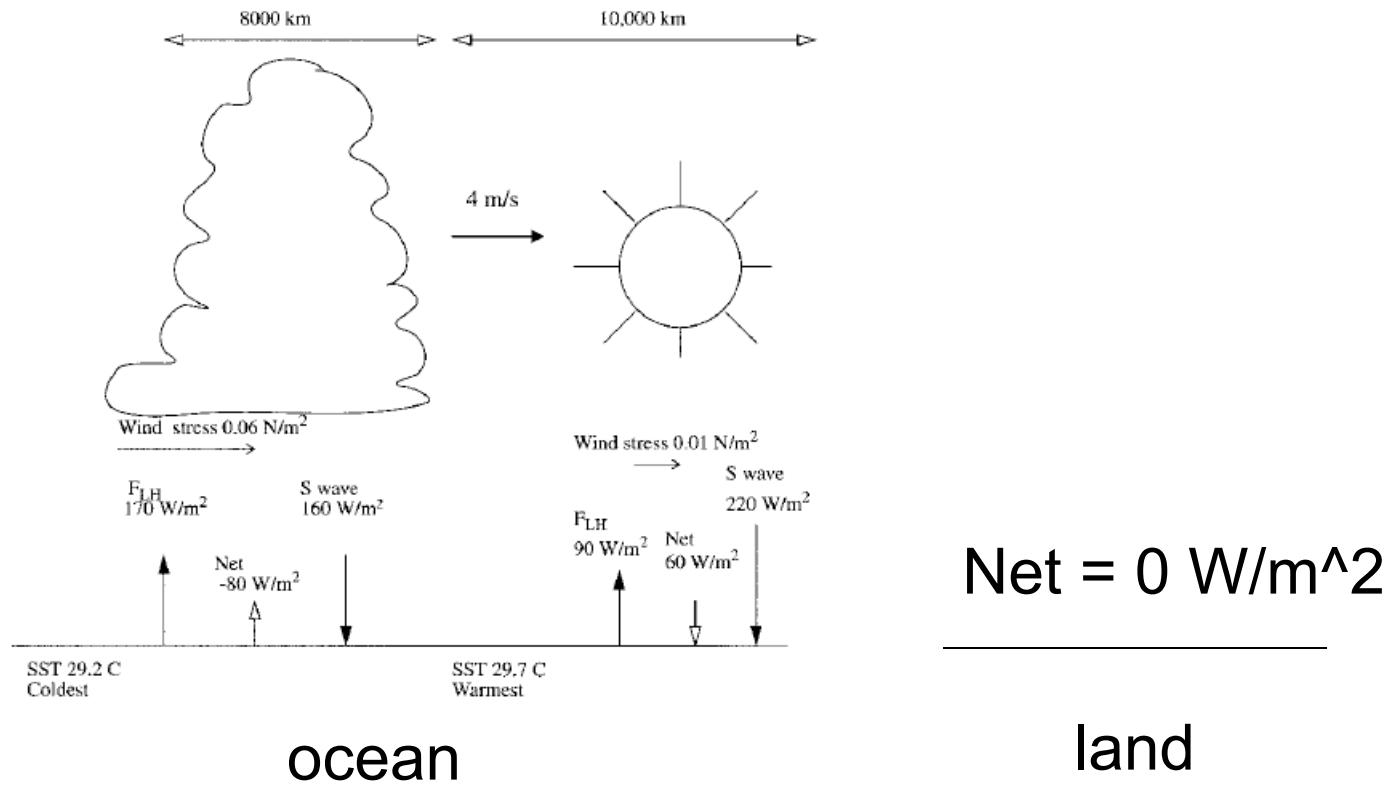 8000 km
10,000 km
4 m/s
Wind stress 0.06 N/m²
Wind stress 0.01 N/m²
F_LH
170 W/m²
S wave
160 W/m²
Net
-80 W/m²
F_LH
90 W/m²
Net
60 W/m²
S wave
220 W/m²
Net = 0 W/m^2
SST 29.2 C
Coldest
SST 29.7 C
Warmest
ocean
land